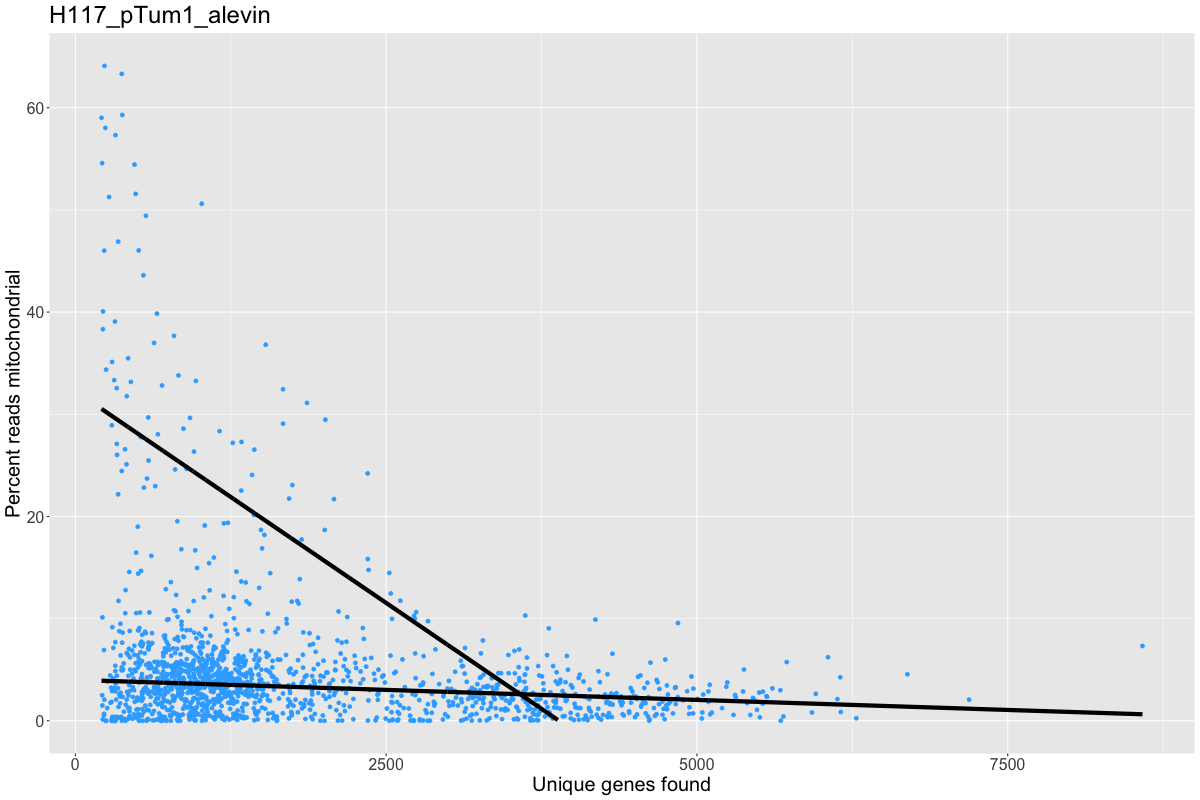 H117_pTum1_alevin
Percent reads mitochondrial
60
40
20
0
0 2500 5000 7500
Unique genes found